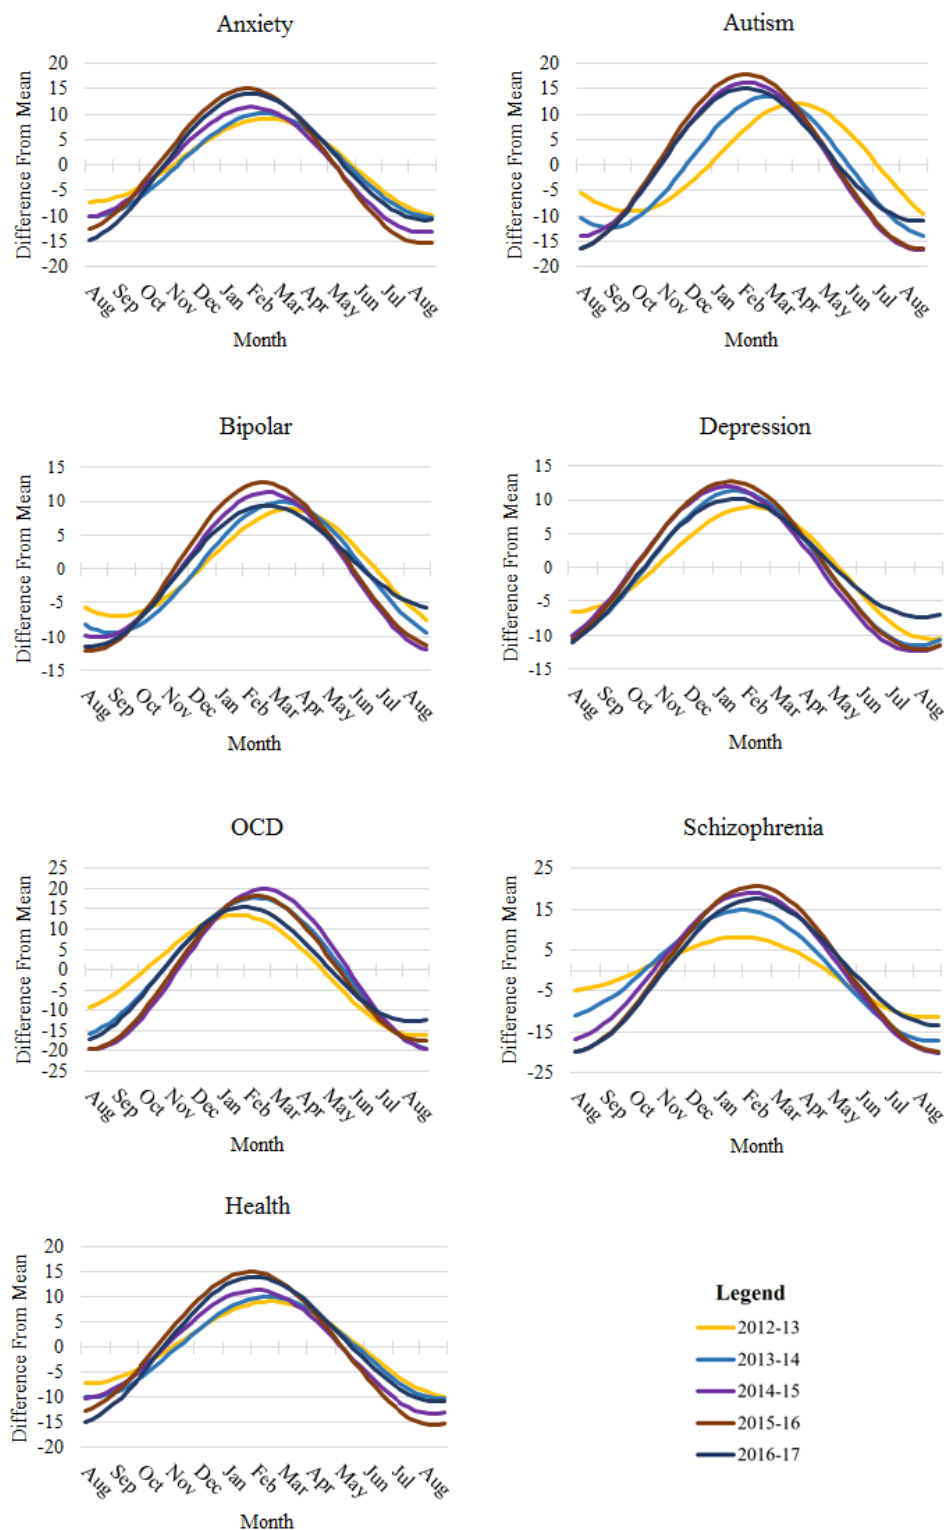 Anxiety
Difference From Mean
20
15
10
5
0
-5
-10
-15
-20
Aug Sep Oct Nov Dec Jan Feb Mar Apr May Jun Jul Aug
Month
Autism
Difference From Mean
20
15
10
5
0
-5
-10
-15
-20
Aug Sep Oct Nov Dec Jan Feb Mar Apr May Jun Jul Aug
Month
Bipolar
Difference From Mean
15
10
5
0
-5
-10
-15
Aug Sep Oct Nov Dec Jan Feb Mar Apr May Jun Jul Aug
Month
Depression
Difference From Mean
15
10
5
0
-5
-10
-15
Aug Sep Oct Nov Dec Jan Feb Mar Apr May Jun Jul Aug
Month
OCD
Difference From Mean
25
20
15
10
5
0
-5
-10
-15
-20
-25
Aug Sep Oct Nov Dec Jan Feb Mar Apr May Jun Jul Aug
Month
Schizophrenia
Difference From Mean
25
15
5
-5
-15
-25
Aug Sep Oct Nov Dec Jan Feb Mar Apr May Jun Jul Aug
Month
Health
Difference From Mean
20
15
10
5
0
-5
-10
-15
-20
Aug Sep Oct Nov Dec Jan Feb Mar Apr May Jun Jul Aug
Month
Legend
2012-13
2013-14
2014-15
2015-16
2016-17